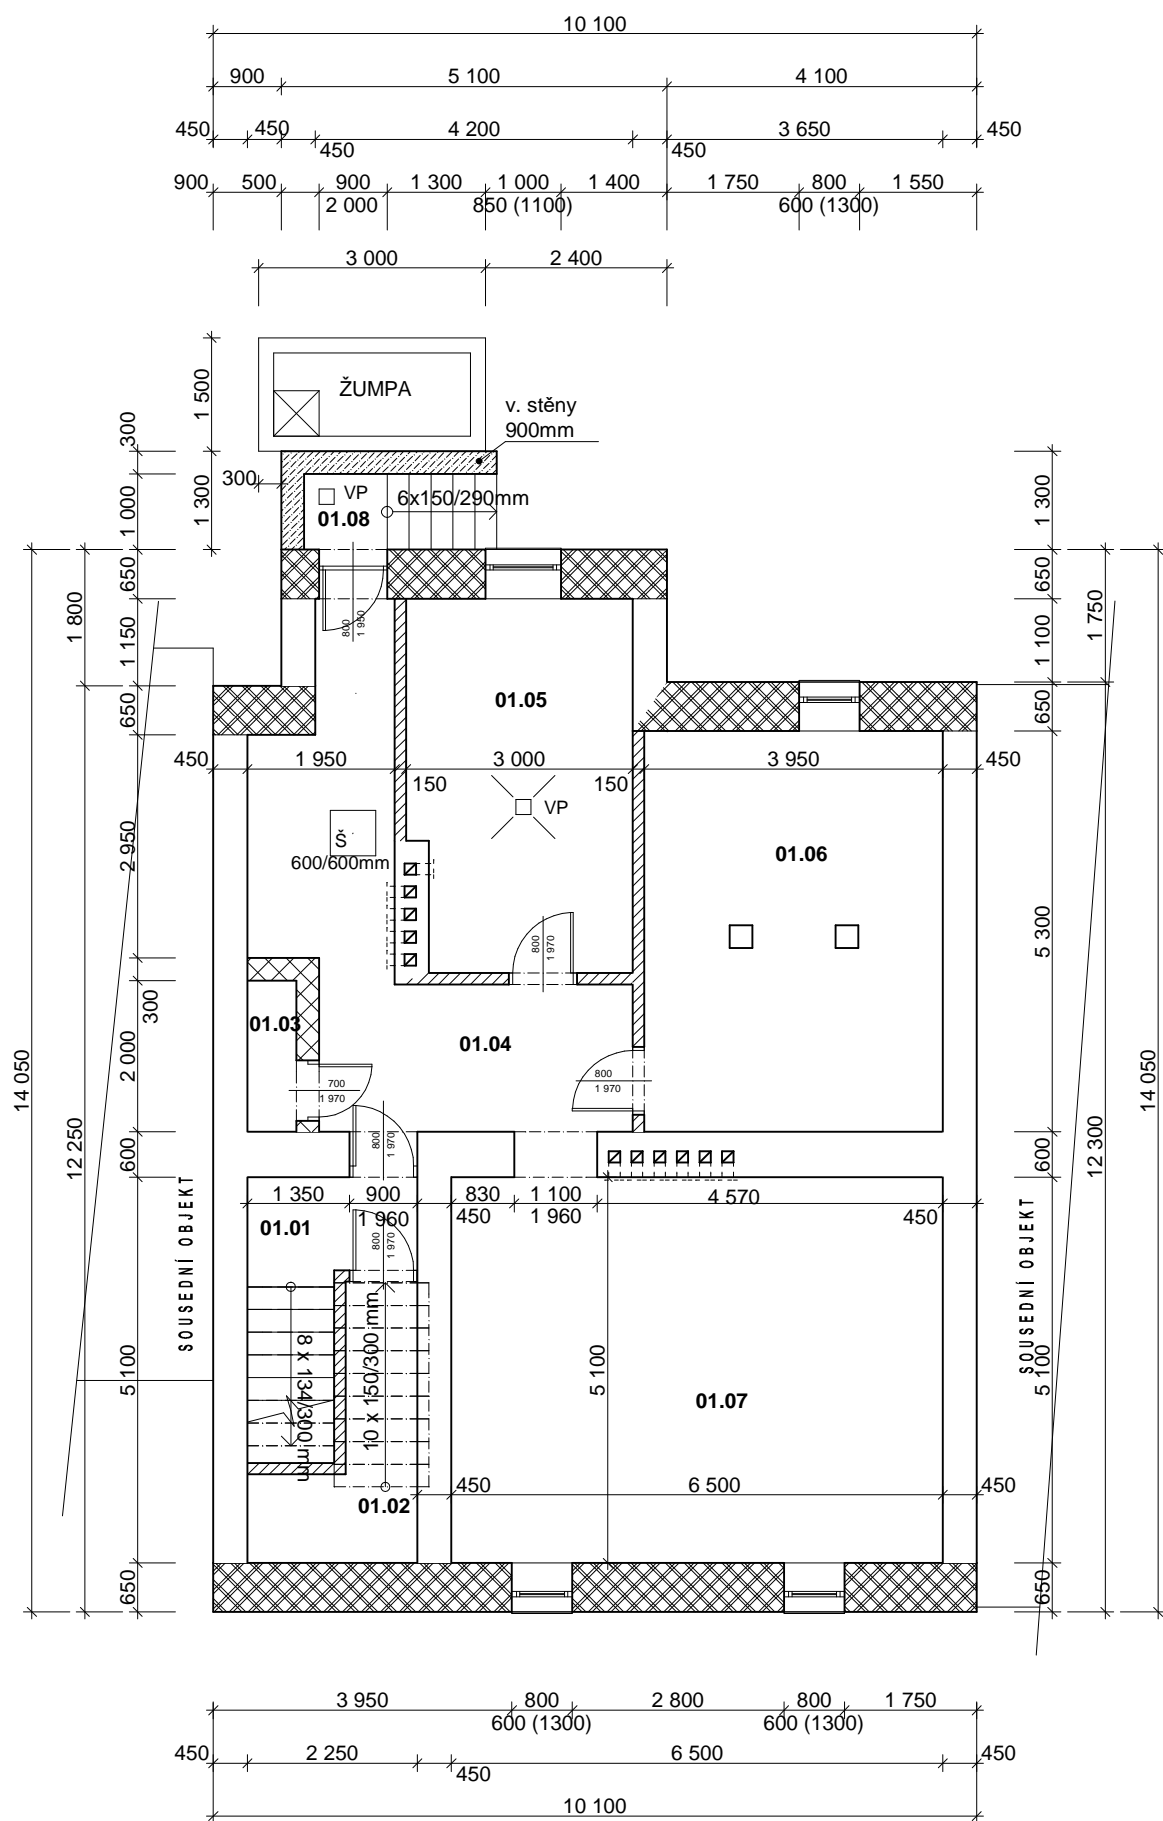 10 100
900 5 100 4 100
450 450 4 200 3 650 450
450 450
900 500 900 1 300 1 000 1 400 1 750 800 1 550
2 000 850 (1100) 600 (1300)
3 000 2 400
1 500
ŽUMPA
v. stěny
900mm
300
1 300
300
1 000
VP
6x150/290mm
01.08
1 300
650
800
1 950
650
1 800
1 150
1 100
1 750
650
01.05
650
450 1 950 3 000 3 950 450
150 150
VP
2 950
Š
600/600mm
01.06
5 300
800
1 970
300
01.03
01.04
2 000
14 050
12 250
700
1 970
800
1 970
800
1 970
14 050
12 300
600
600
1 350 900 830 1 100 4 570
1 960 450 1 960 450
01.01
800
1 970
SOUSEDNÍ OBJEKT
SOUSEDNÍ OBJEKT
8 x 134/300 mm
10 x 150/300 mm
5 100
5 100
5 100
01.07
450 6 500 450
01.02
650
650
3 950 800 2 800 800 1 750
600 (1300) 600 (1300)
450 2 250 6 500 450
450
10 100